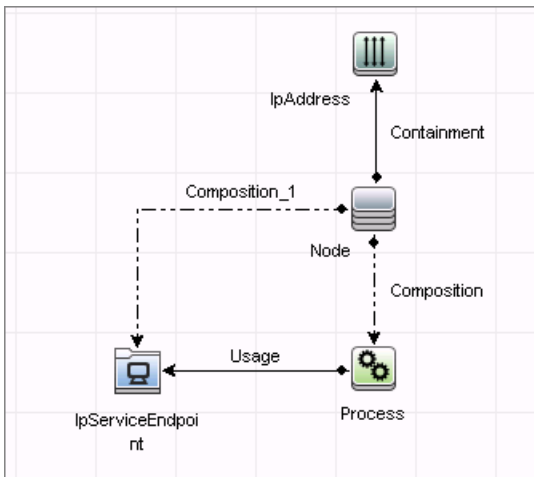 IpAddress
Containment
Composition_1
Node
Composition
Usage
IpServiceEndpoi
nt
Process